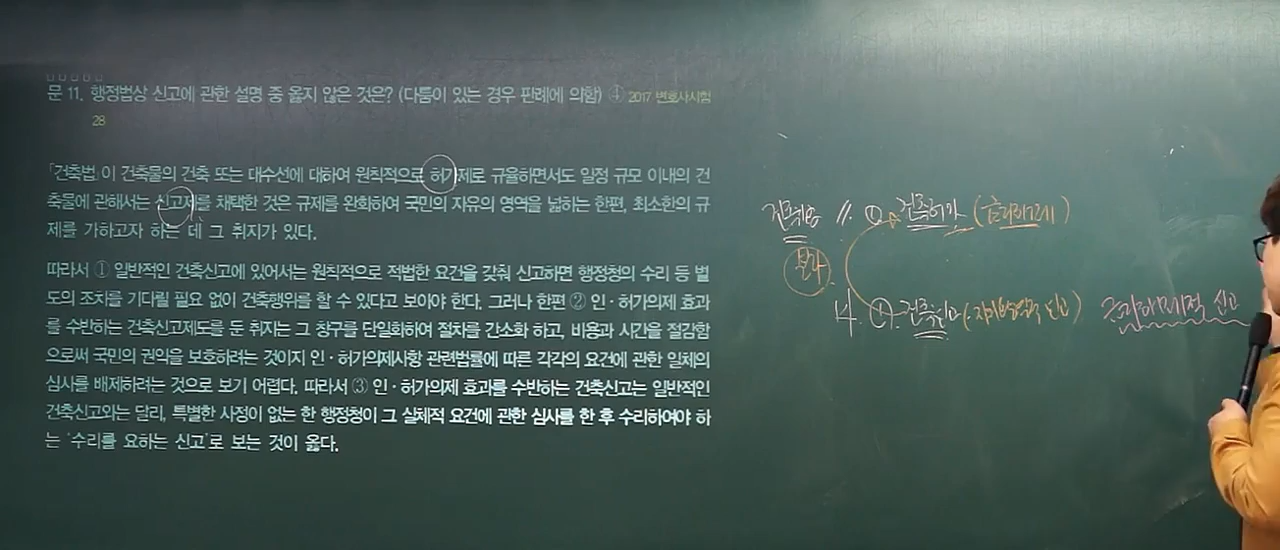 문 11. 행정법상 신고에 관한 설명 중 옳지 않은 것은? (다툼이 있는 경우 판례에 의함) ④ 2017 변호사시험
28
「건축법」이 건축물의 건축 또는 대수선에 대하여 원칙적으로 허가제로 규율하면서도 일정 규모 이내의 건
축물에 관해서는 신고제를 채택한 것은 규제를 완화하여 국민의 자유의 영역을 넓히는 한편, 최소한의 규
제를 가하고자 하는 데 그 취지가 있다.
따라서 ① 일반적인 건축신고에 있어서는 원칙적으로 적법한 요건을 갖춰 신고하면 행정청의 수리 등 별
도의 조치를 기다릴 필요 없이 건축행위를 할 수 있다고 보아야 한다. 그러나 한편 ② 인·허가의제 효과
를 수반하는 건축신고제도를 둔 취지는 그 창구를 단일화하여 절차를 간소화 하고, 비용과 시간을 절감함
으로써 국민의 권익을 보호하려는 것이지 인·허가의제사항 관련법률에 따른 각각의 요건에 관한 일체의
심사를 배제하려는 것으로 보기 어렵다. 따라서 ③ 인·허가의제 효과를 수반하는 건축신고는 일반적인
건축신고와는 달리, 특별한 사정이 없는 한 행정청이 그 실체적 요건에 관한 심사를 한 후 수리하여야 하
는 '수리를 요하는 신고'로 보는 것이 옳다.
11. ① 건축허가
14. ① 건축신고 신고